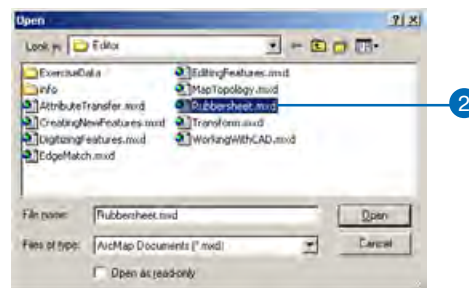 Open
Look in: Editor
ExerciseData
info
AttributeTransfer.mxd
CreatingNewFeatures.mxd
DigitizingFeatures.mxd
EdgeMatch.mxd
EditingFeatures.mxd
MapTopology.mxd
Rubbersheet.mxd
Transform.mxd
WorkingWithCAD.mxd
2
File name: Rubbersheet.mxd
Open
Files of type: ArcMap Documents (*.mxd)
Cancel
Open as read-only